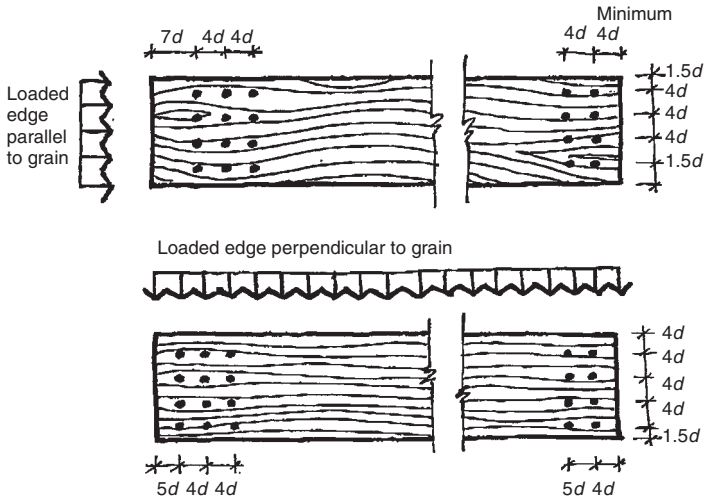 Minimum
7d 4d 4d
4d 4d
Loaded
edge
parallel
to grain
1.5d
4d
4d
4d
1.5d
Loaded edge perpendicular to grain
4d
4d
4d
4d
1.5d
5d 4d 4d
5d 4d